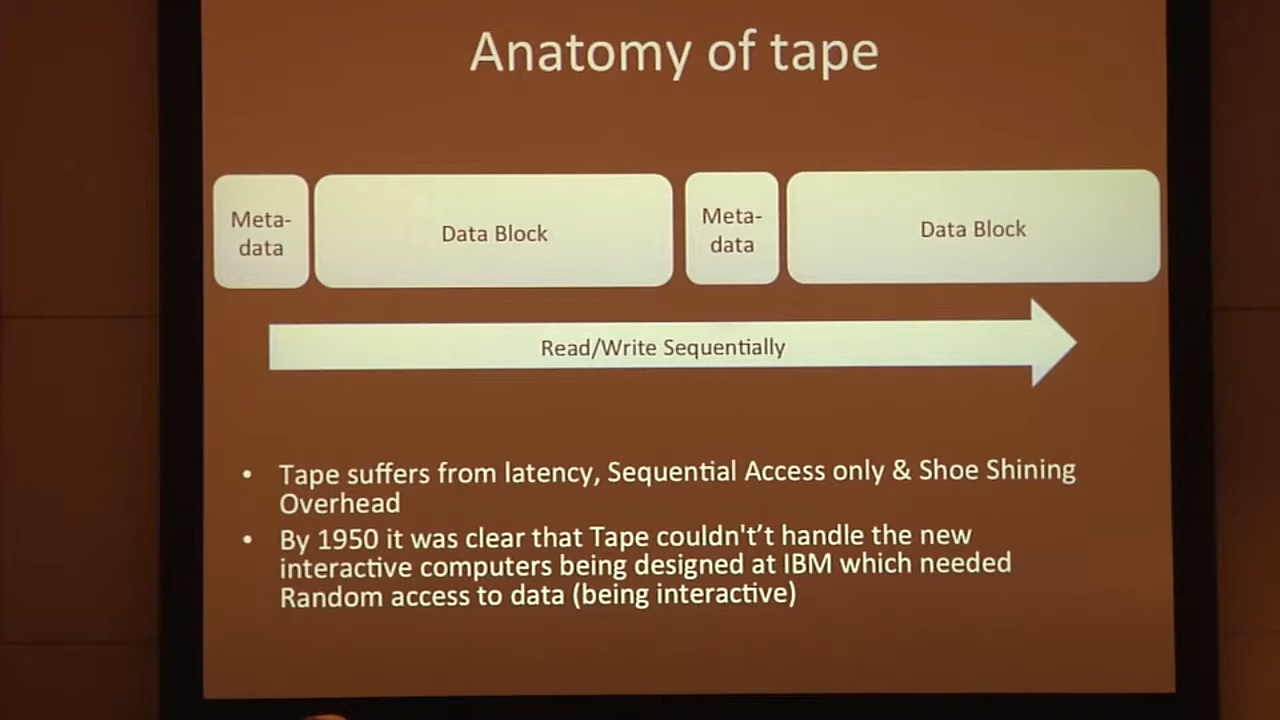 Anatomy of tape
Meta-
data
Data Block
Meta-
data
Data Block
Read/Write Sequentially
• Tape suffers from latency, Sequential Access only & Shoe Shining
Overhead
• By 1950 it was clear that Tape couldn't’t handle the new
interactive computers being designed at IBM which needed
Random access to data (being interactive)